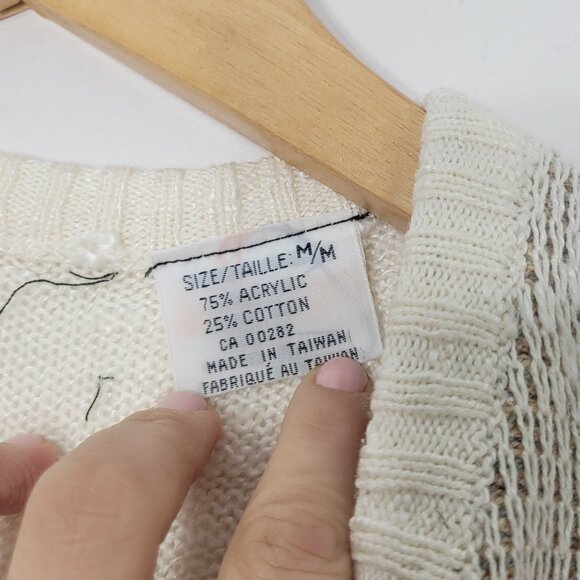 SIZE/TAILLE: M/M
75% ACRYLIC
25% COTTON
CA 00282
MADE IN TAIWAN
FABRIQUÉ AU TAIWAN